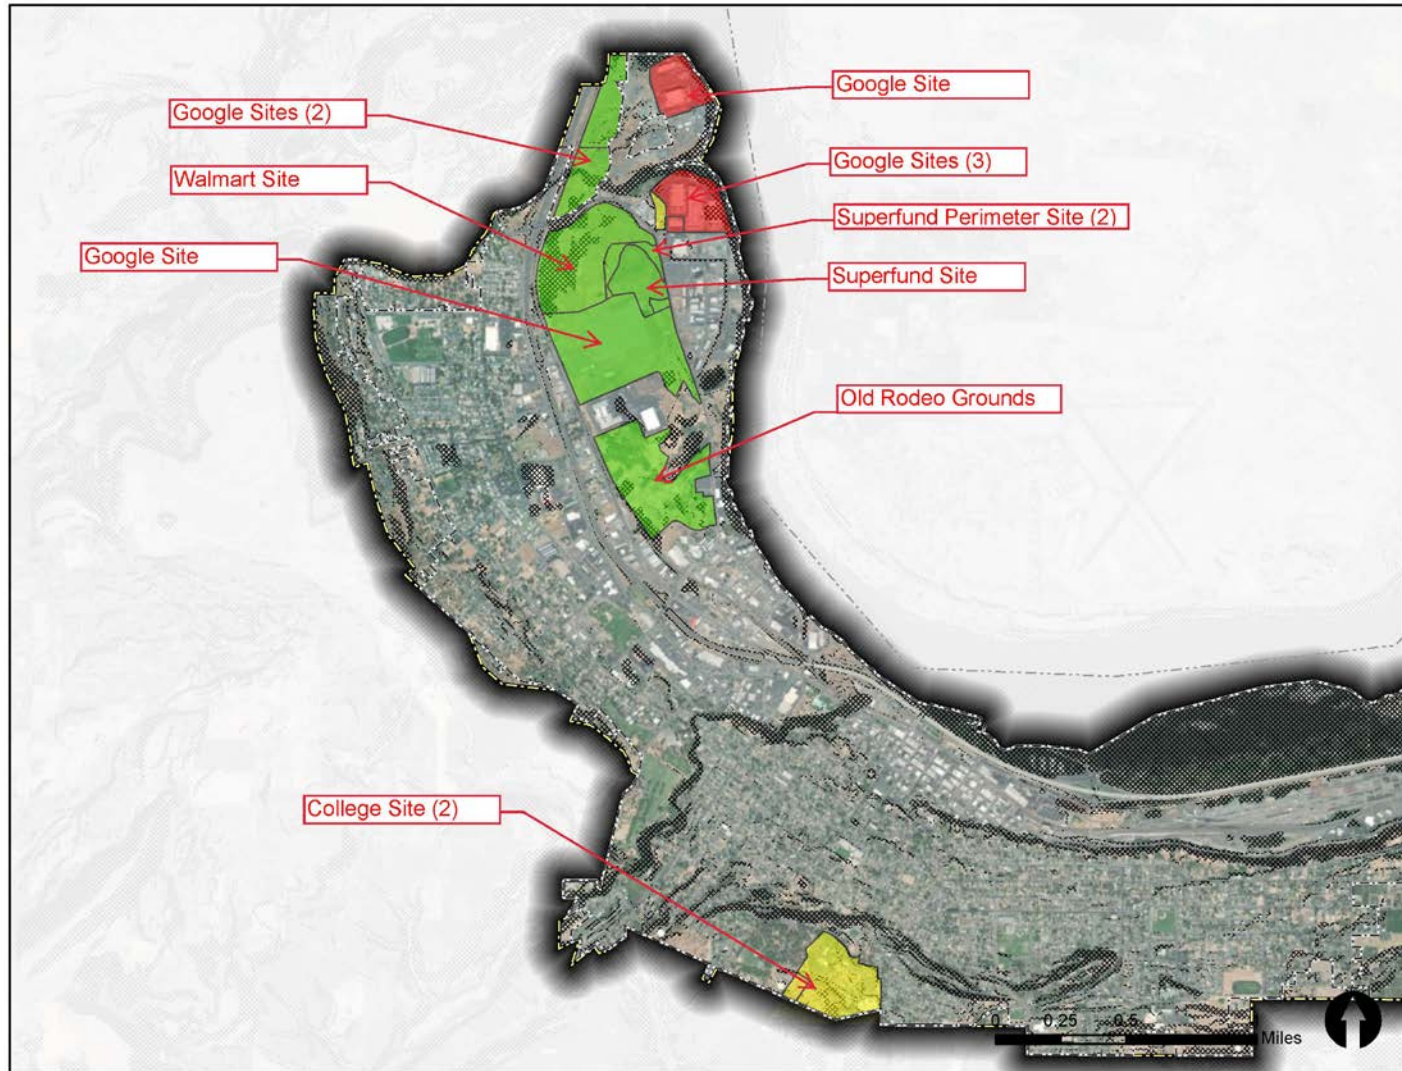 Google Site
Google Sites (2)
Google Sites (3)
Walmart Site
Superfund Perimeter Site (2)
Google Site
Superfund Site
Old Rodeo Grounds
College Site (2)
0 0.25 0.5
Miles